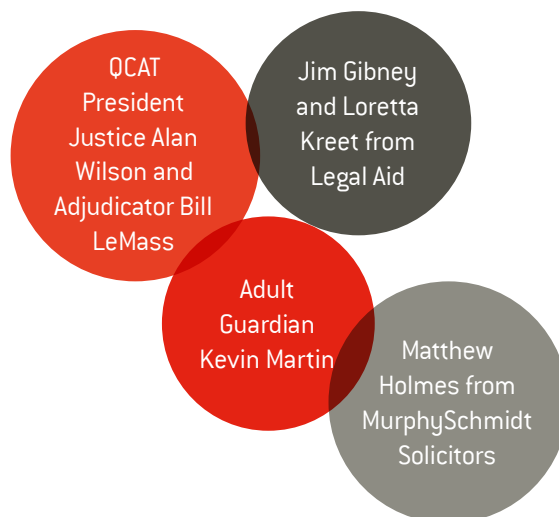 QCAT
President
Justice Alan
Wilson and
Adjudicator Bill
LeMass
Jim Gibney
and Loretta
Kreet from
Legal Aid
Adult
Guardian
Kevin Martin
Matthew
Holmes from
MurphySchmidt
Solicitors